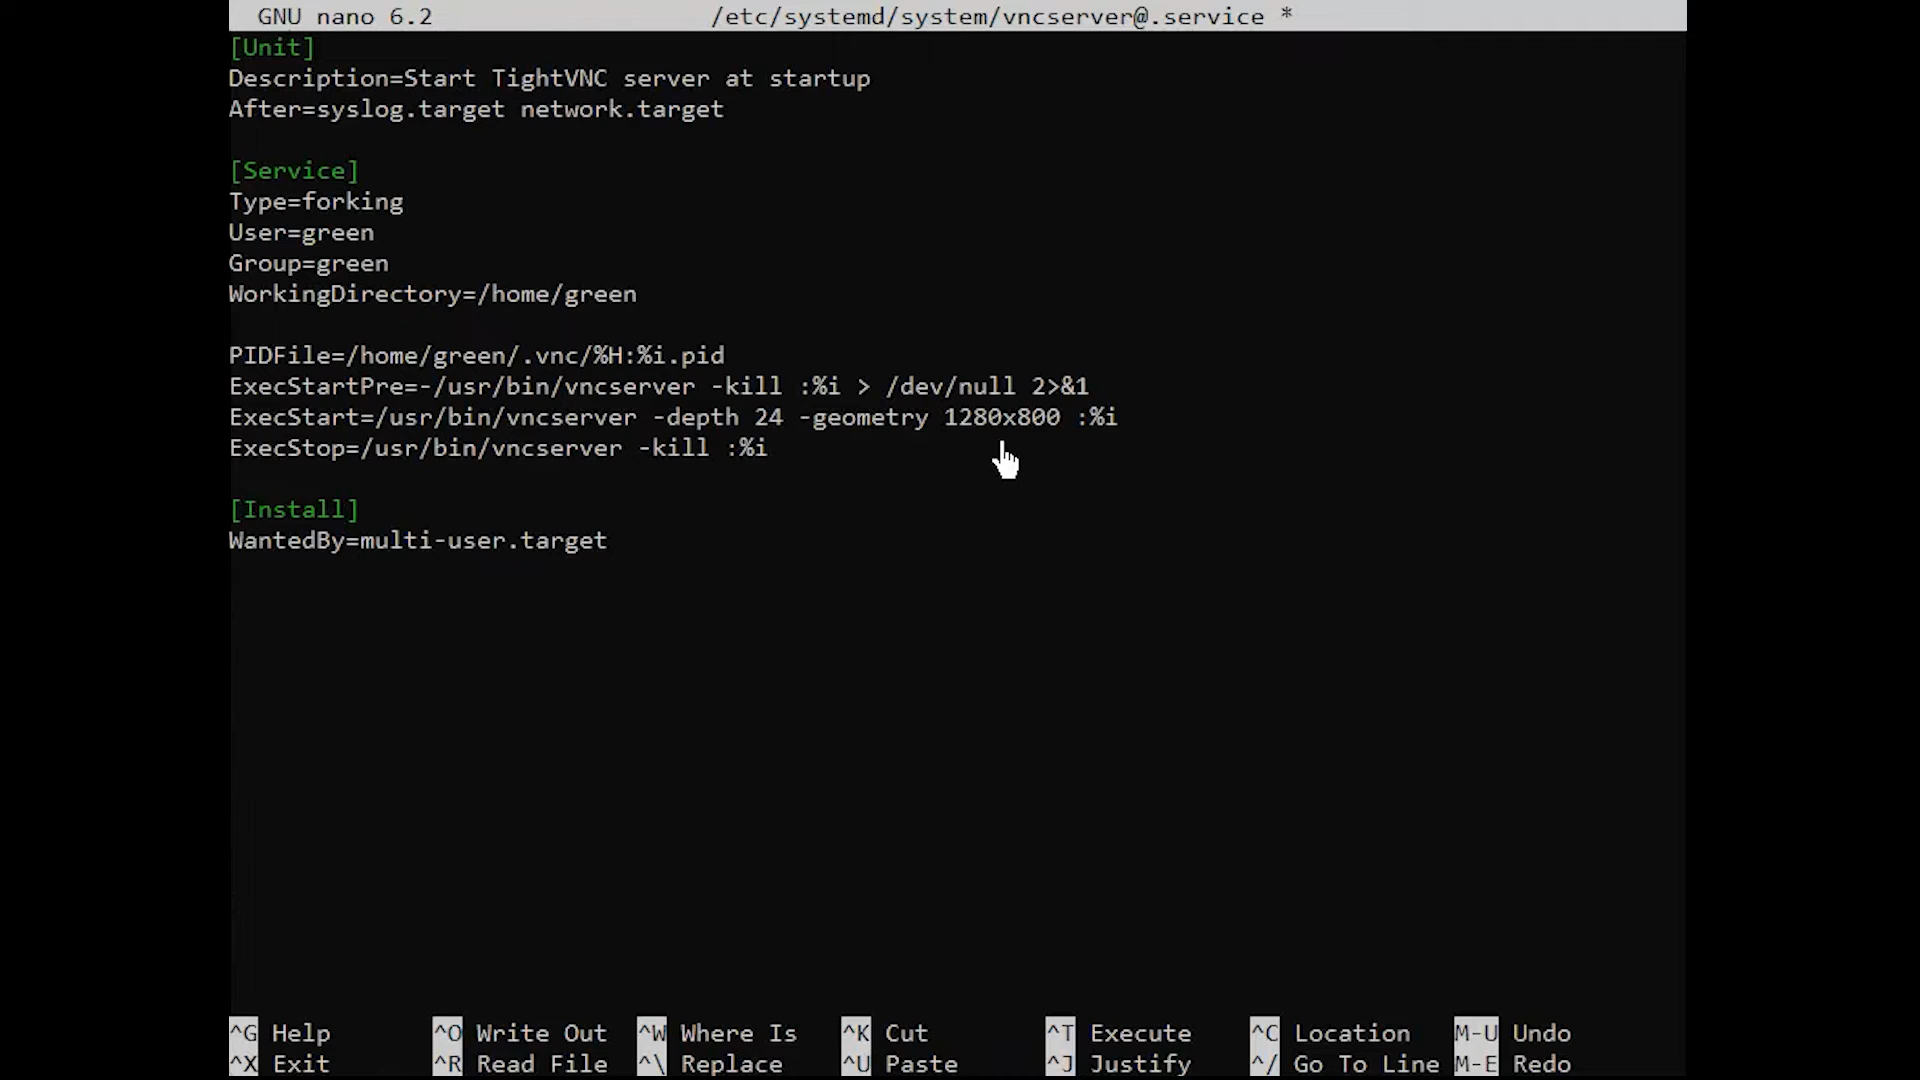 GNU nano 6.2 /etc/systemd/system/vncserver@.service *
[Unit]
Description=Start TightVNC server at startup
After=syslog.target network.target
[Service]
Type=forking
User=green
Group=green
WorkingDirectory=/home/green
PIDFile=/home/green/.vnc/%H:%i.pid
ExecStartPre=-/usr/bin/vncserver -kill :%i > /dev/null 2>&1
ExecStart=/usr/bin/vncserver -depth 24 -geometry 1280x800 :%i
ExecStop=/usr/bin/vncserver -kill :%i
[Install]
WantedBy=multi-user.target
^G Help ^O Write Out ^W Where Is ^K Cut ^T Execute ^C Location M-U Undo
^X Exit ^R Read File ^\ Replace ^U Paste ^J Justify ^/ Go To Line M-E Redo